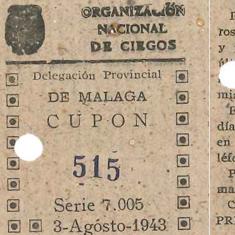 ORGANIZACIÓN
NACIONAL
DE CIEGOS
Delegación Provincial
DE MALAGA
CUPON
515
Serie 7.005
3-Agosto-1943